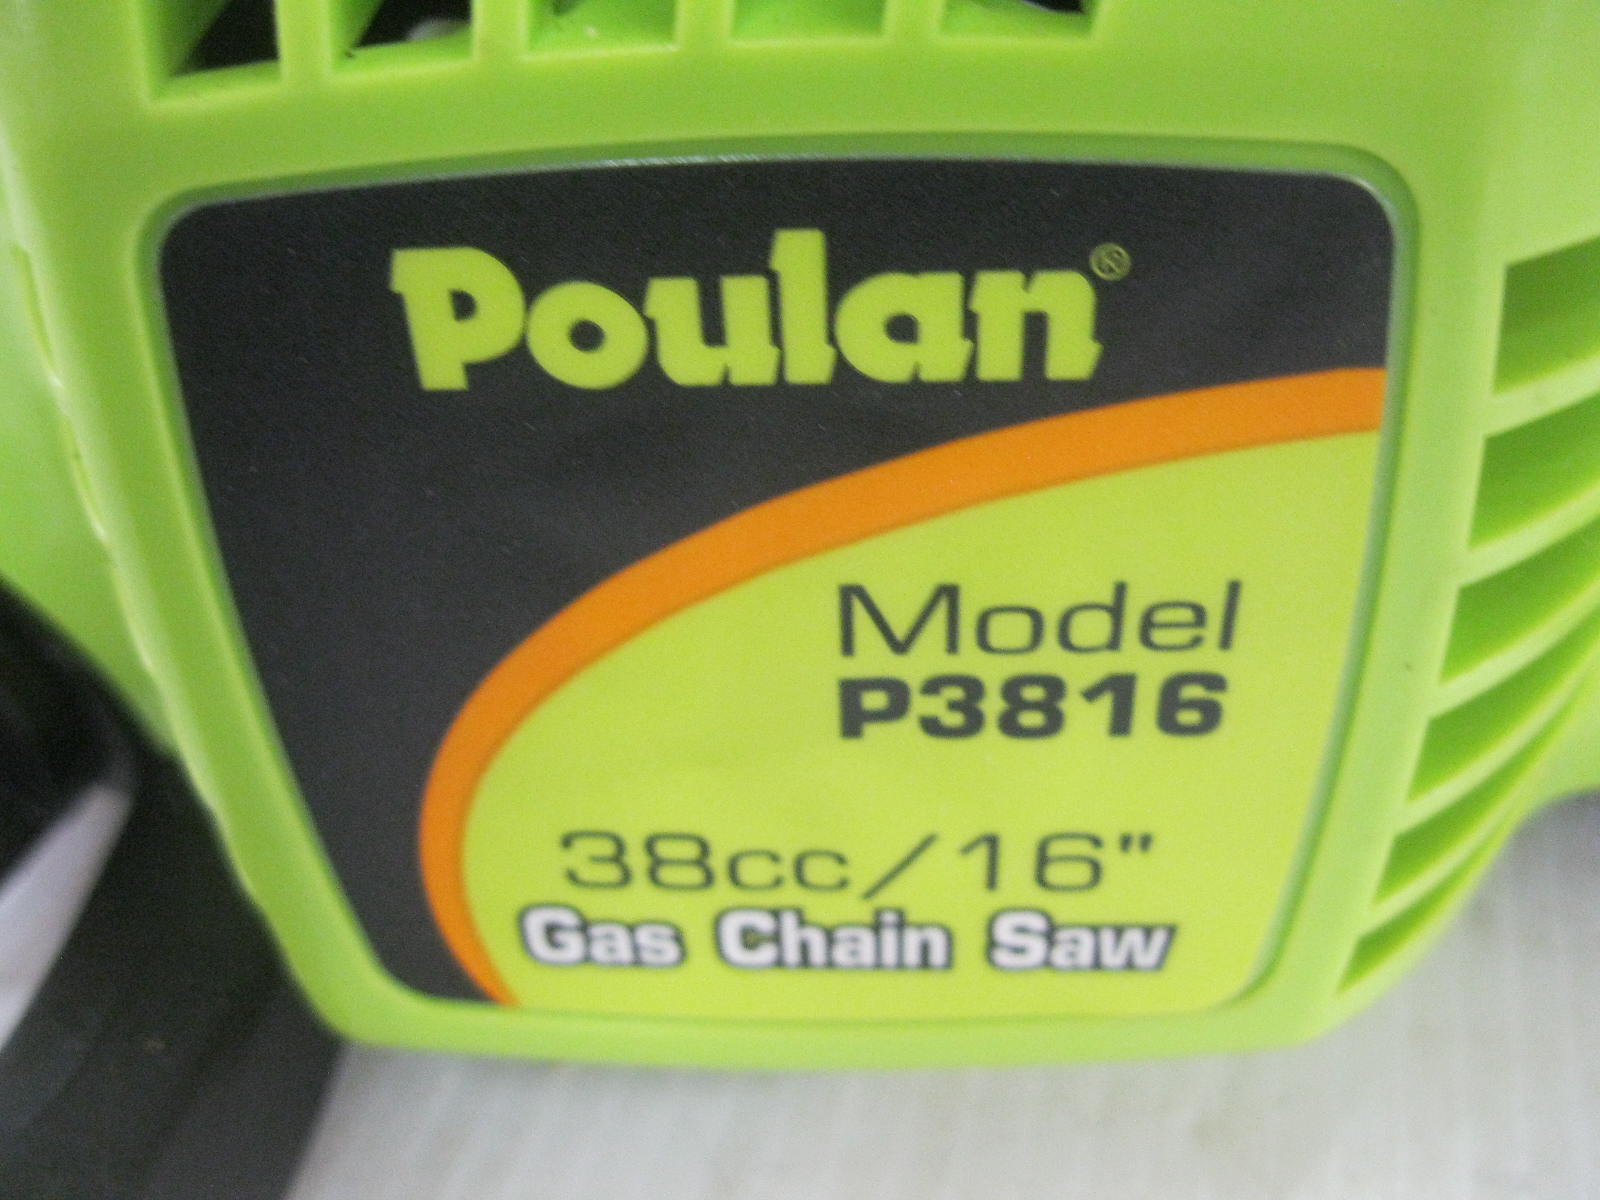 Poulan®
Model
P3816
38cc/16"
Gas Chain Saw